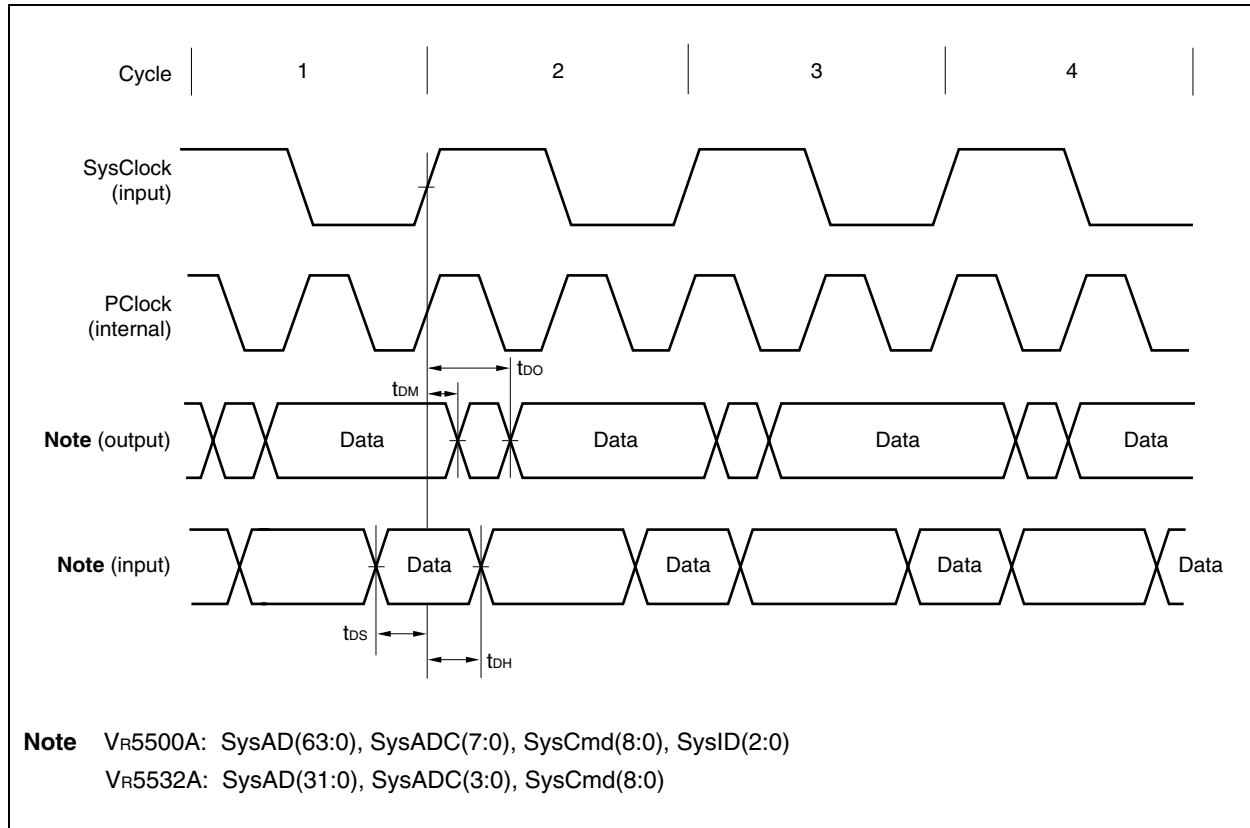 Cycle 1 2 3 4
SysClock
(input)
PClock
(internal)
tDO
tDM
Note (output) Data Data Data Data
Note (input) Data Data Data Data
tDS
tDH
Note VR5500A: SysAD(63:0), SysADC(7:0), SysCmd(8:0), SysID(2:0)
VR5532A: SysAD(31:0), SysADC(3:0), SysCmd(8:0)